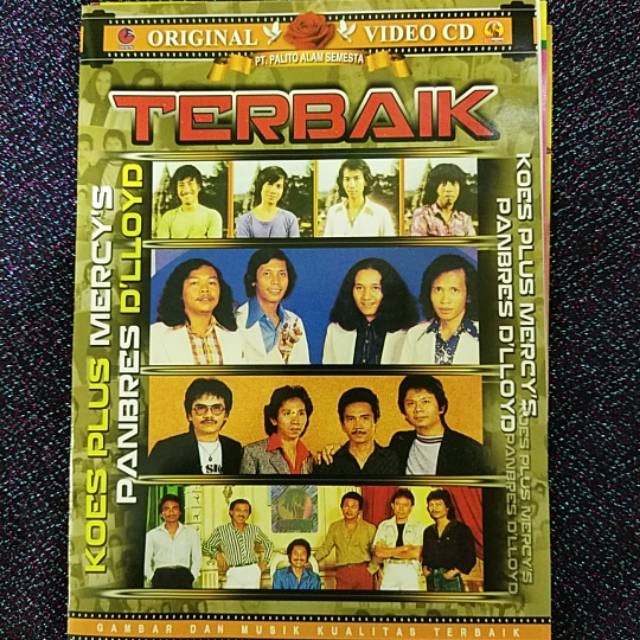 ORIGINAL VIDEO CD
PT. PALITO ALAM SEMESTA
TERBAIK
KOES PLUS MERCY'S
PANBRES D'LLOYD
KOES PLUS MERCY'S
PANBRES D'LLOYD
KOES PLUS MERCY'S
PANBRES D'LLOYD
GAMBAR DAN MUSIK KUALITAS TERBAIK